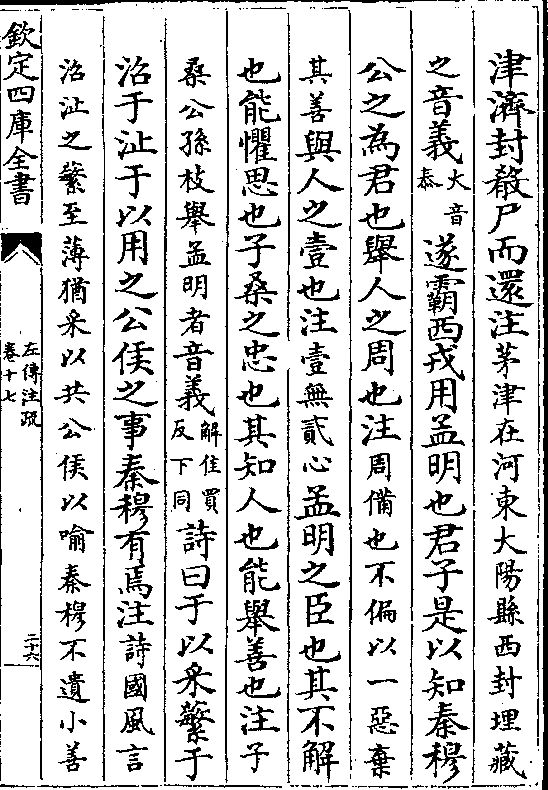 津濟封殽尸而還注茅津在河東大陽縣西封埋藏
之音義大音泰遂霸西戎用孟明也君子是以知秦穆
公之為君也舉人之周也注周備也不偏以一惡棄
其善與人之壹也注壹無貳心孟明之臣也其不解
也能懼思也子桑之忠也其知人也能舉善也注子
桑公孫枝舉孟明者音義解佳買反下同詩曰于以采蘩于
沼于沚于以用之公侯之事秦穆有焉注詩國風言
沼沚之蘩至薄猶采以共公侯以喻秦穆不遺小善
欽定四庫全書
左傳注疏
卷十七
二十六